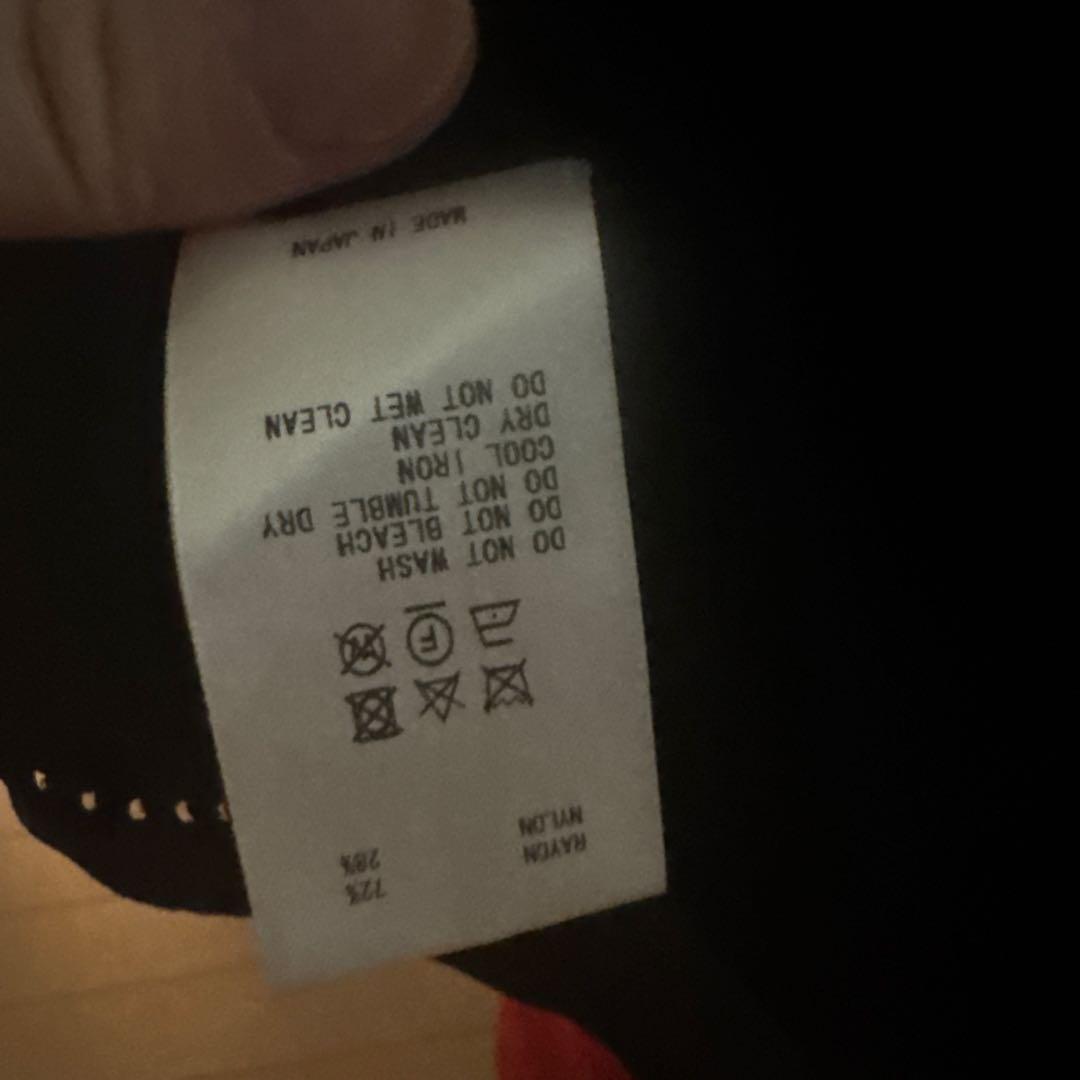 RAYON 72%
NYLON 28%
DO NOT WASH
DO NOT BLEACH
DO NOT TUMBLE DRY
COOL IRON
DRY CLEAN
DO NOT WET CLEAN
MADE IN JAPAN